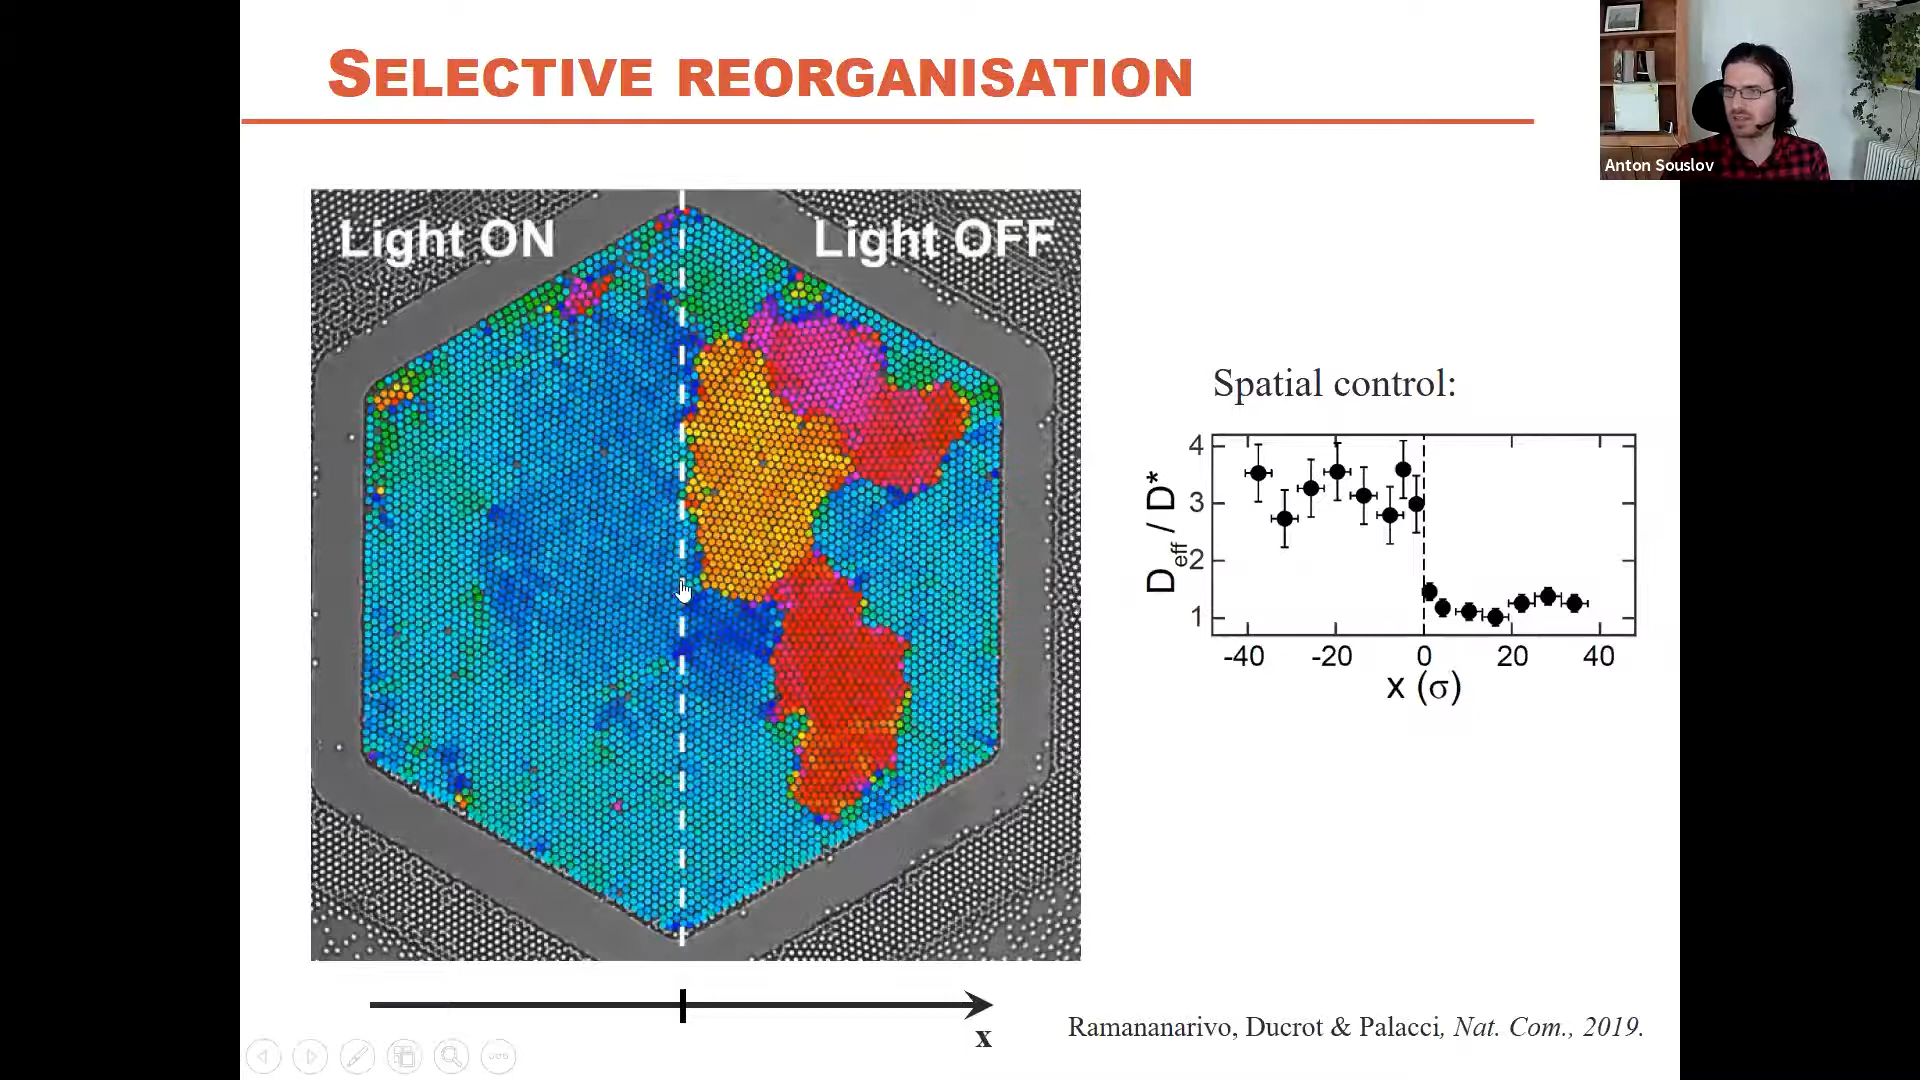 SELECTIVE REORGANISATION
Anton Souslov
Light ON
Light OFF
Spatial control:
D_eff / D*
4
3
2
1
-40 -20 0 20 40
x (σ)
x
Ramananarivo, Ducrot & Palacci, Nat. Com., 2019.